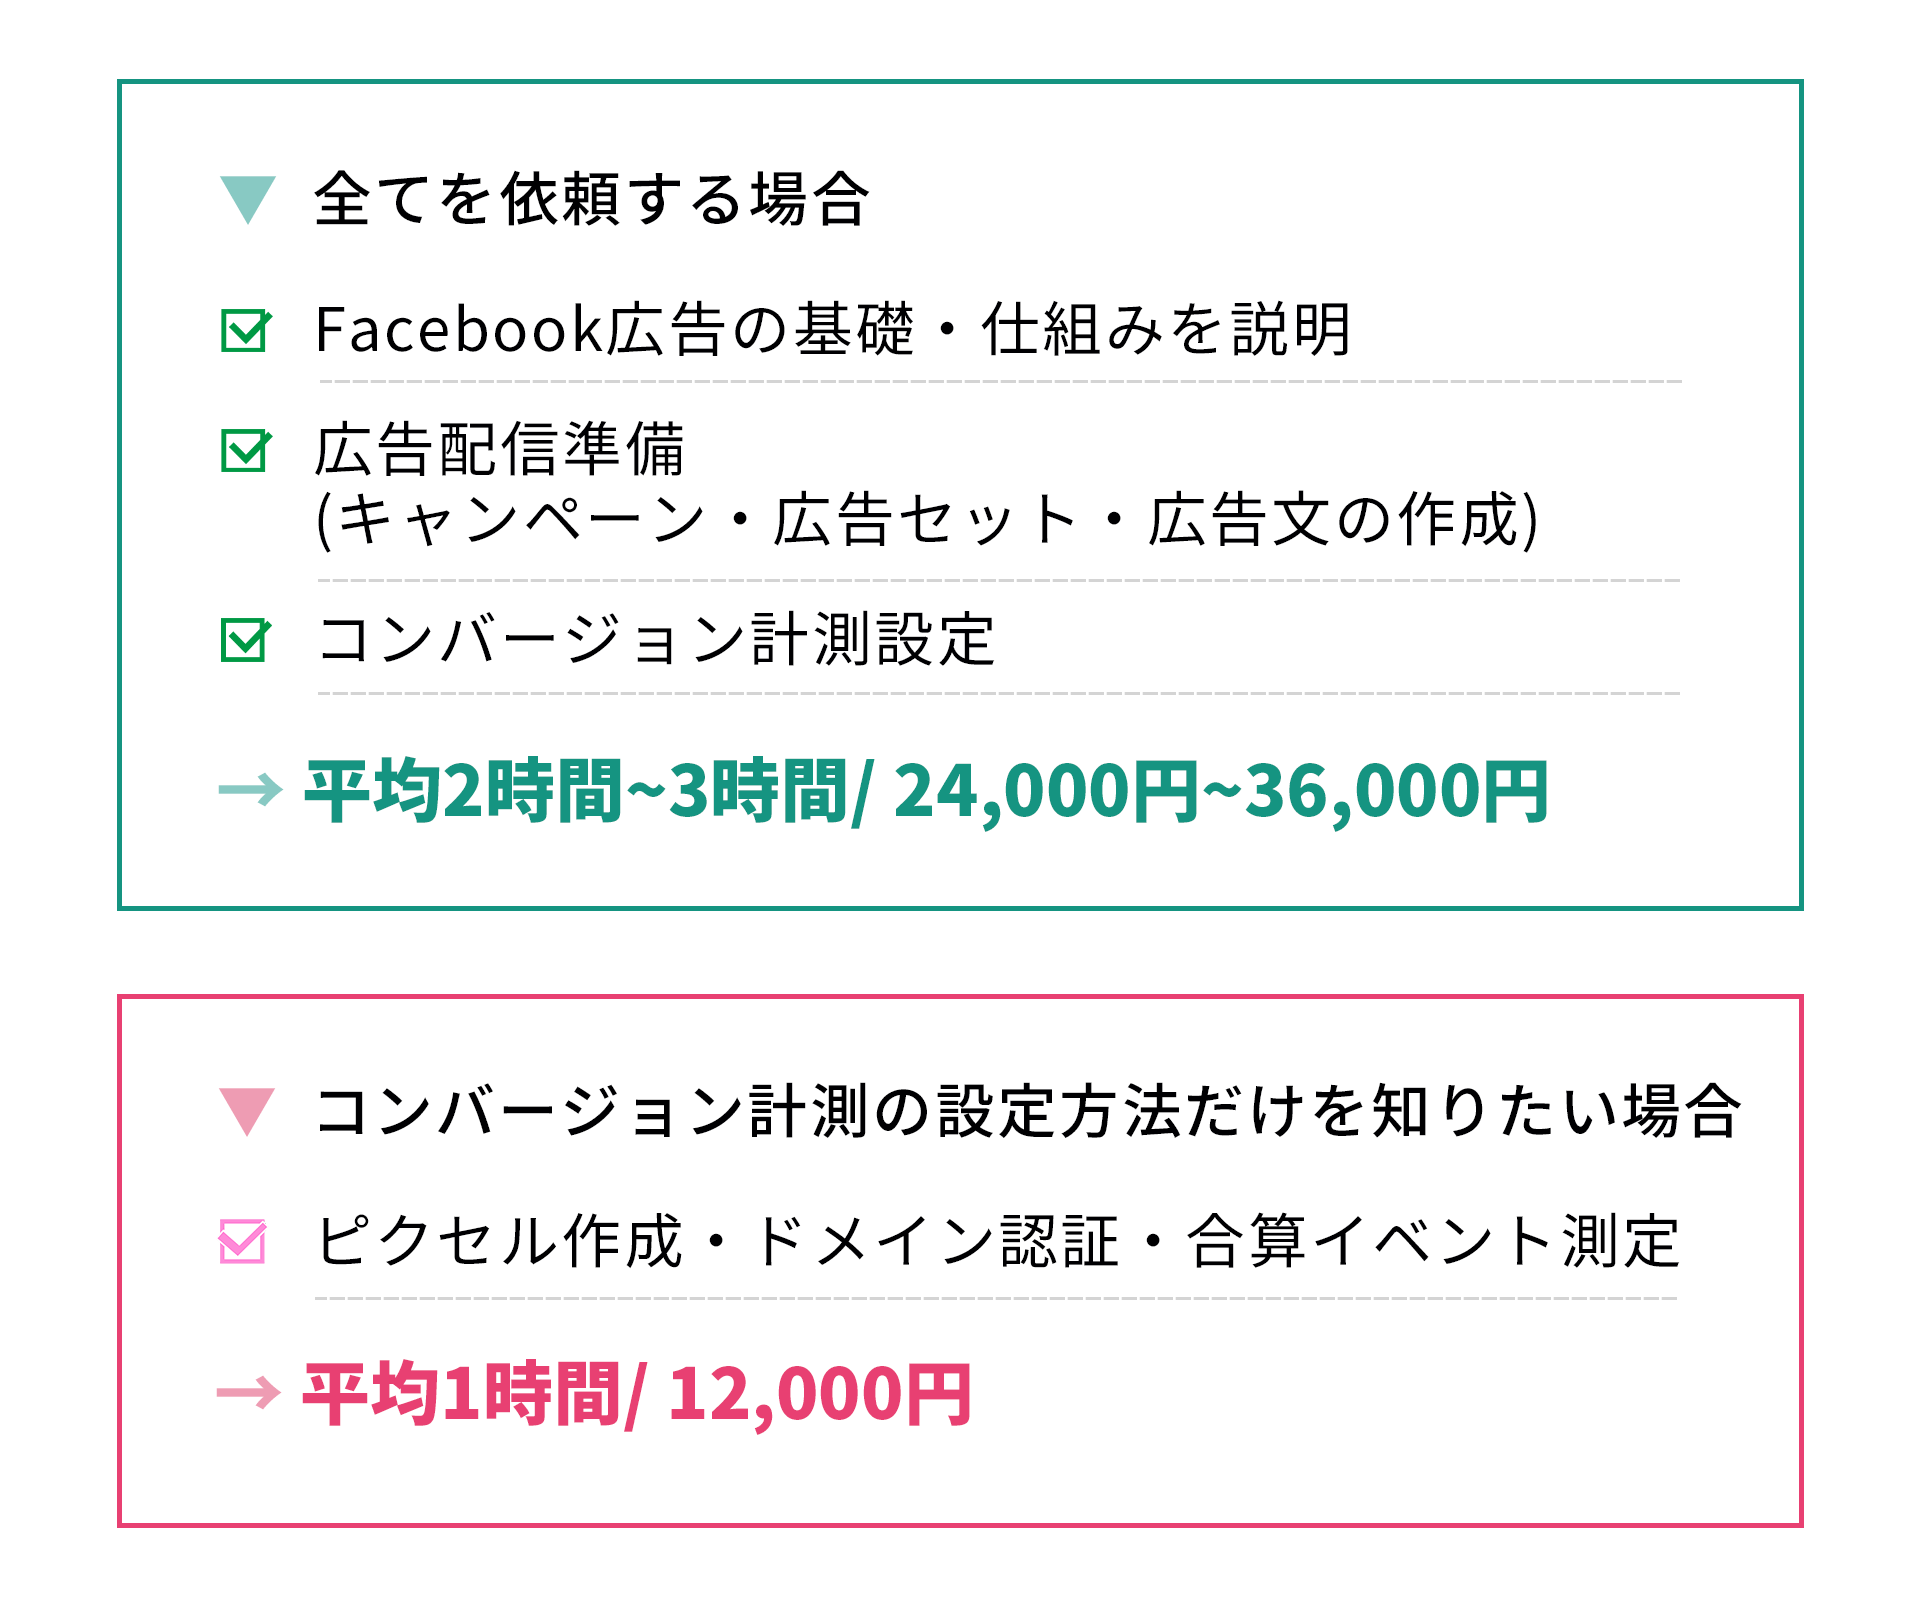 ▼ 全てを依頼する場合
Facebook広告の基礎・仕組みを説明
広告配信準備
(キャンペーン・広告セット・広告文の作成)
コンバージョン計測設定
→ 平均2時間~3時間/ 24,000円~36,000円
▼ コンバージョン計測の設定方法だけを知りたい場合
ピクセル作成・ドメイン認証・合算イベント測定
→ 平均1時間/ 12,000円